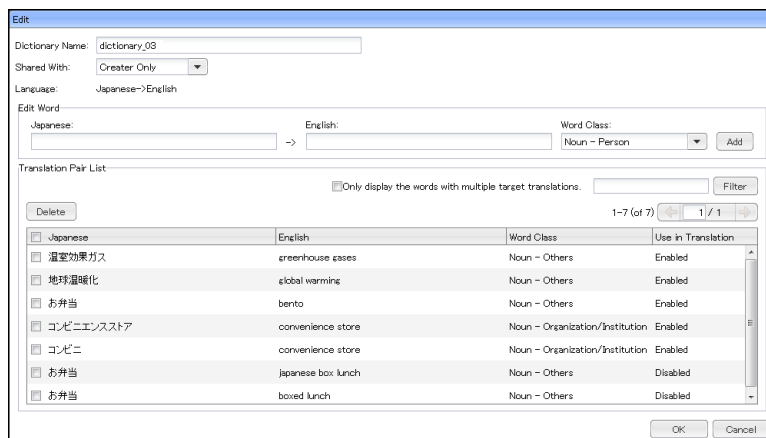 Edit
Dictionary Name: dictionary_03
Shared With: Creater Only
Language: Japanese->English
Edit Word
Japanese: English: Word Class:
-> Noun - Person Add
Translation Pair List
Only display the words with multiple target translations. Filter
Delete 1-7 (of 7) 1 / 1
Japanese English Word Class Use in Translation
温室効果ガス greenhouse gases Noun - Others Enabled
地球温暖化 global warming Noun - Others Enabled
お弁当 bento Noun - Others Enabled
コンビニエンスストア convenience store Noun - Organization/Institution Enabled
コンビニ convenience store Noun - Organization/Institution Enabled
お弁当 japanese box lunch Noun - Others Disabled
お弁当 boxed lunch Noun - Others Disabled
OK Cancel